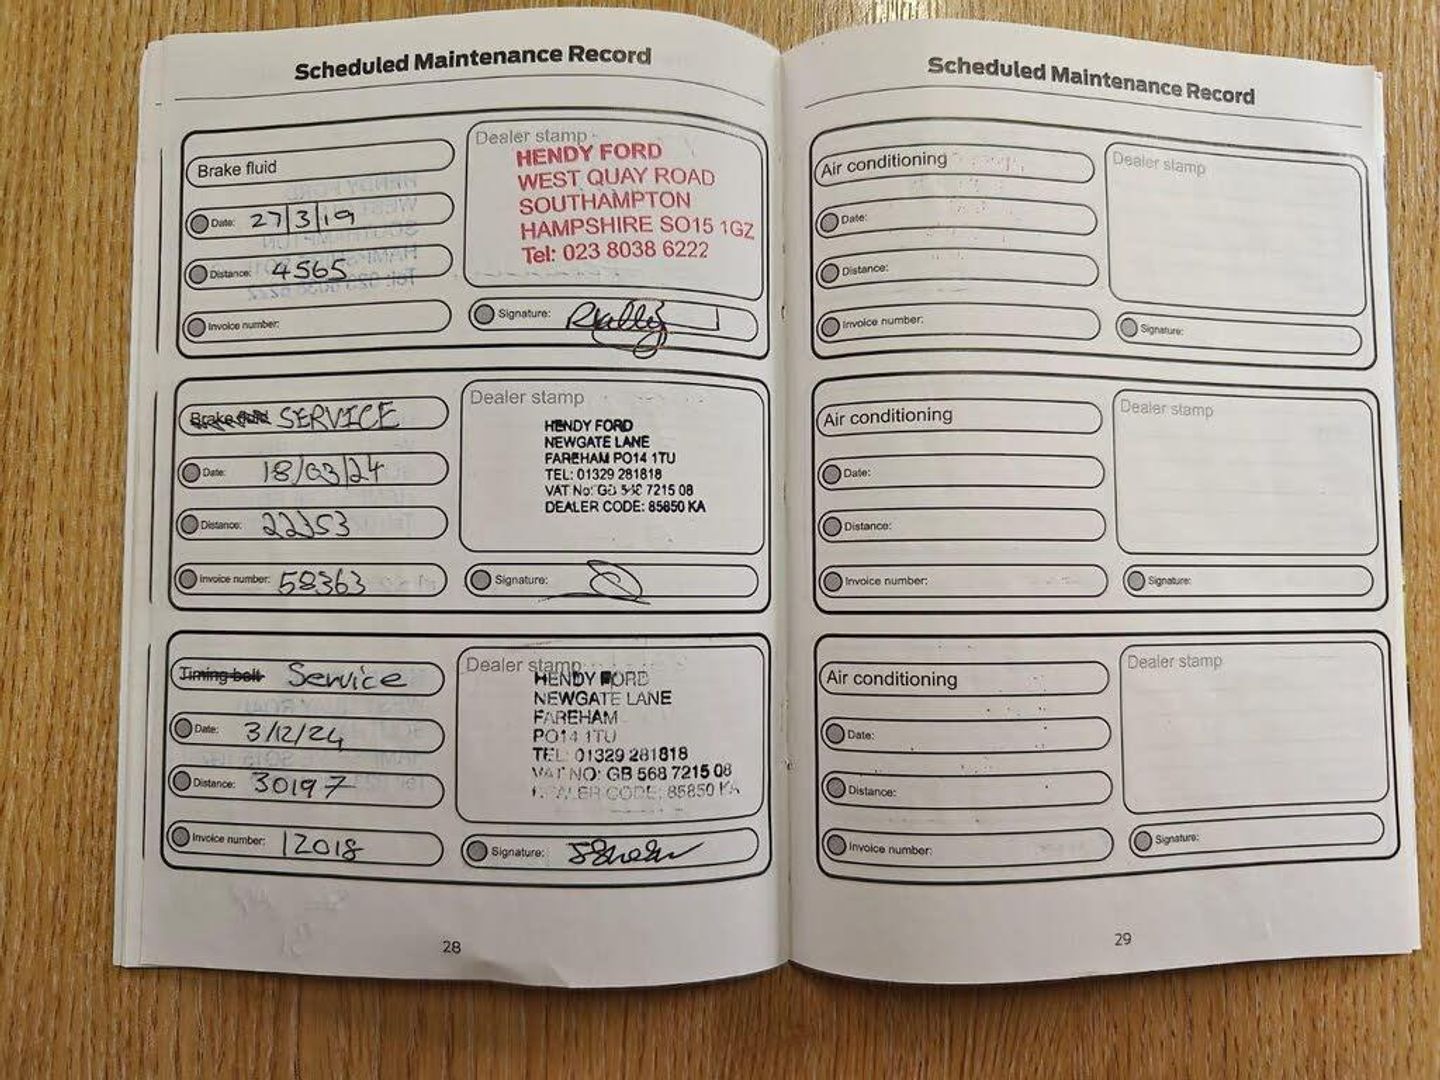 Scheduled Maintenance Record
Brake fluid
Date: 27/3/19
Distance: 4565
Invoice number:
Dealer stamp
HENDY FORD
WEST QUAY ROAD
SOUTHAMPTON
HAMPSHIRE SO15 1GZ
Tel: 023 8038 6222
Signature:
Brake fluid SERVICE
Date: 18/03/24
Distance: 22353
Invoice number: 58363
Dealer stamp
HENDY FORD
NEWGATE LANE
FAREHAM PO14 1TU
TEL: 01329 281818
VAT No: GB 568 7215 08
DEALER CODE: 85850 KA
Signature:
Timing belt Service
Date: 3/12/24
Distance: 30197
Invoice number: 12018
Dealer stamp
HENDY FORD
NEWGATE LANE
FAREHAM
PO14 1TU
TEL: 01329 281818
VAT NO: GB 568 7215 08
DEALER CODE: 85850 KA
Signature:
28
Scheduled Maintenance Record
Air conditioning
Date:
Distance:
Invoice number:
Dealer stamp
Signature:
Air conditioning
Date:
Distance:
Invoice number:
Dealer stamp
Signature:
Air conditioning
Date:
Distance:
Invoice number:
Dealer stamp
Signature:
29